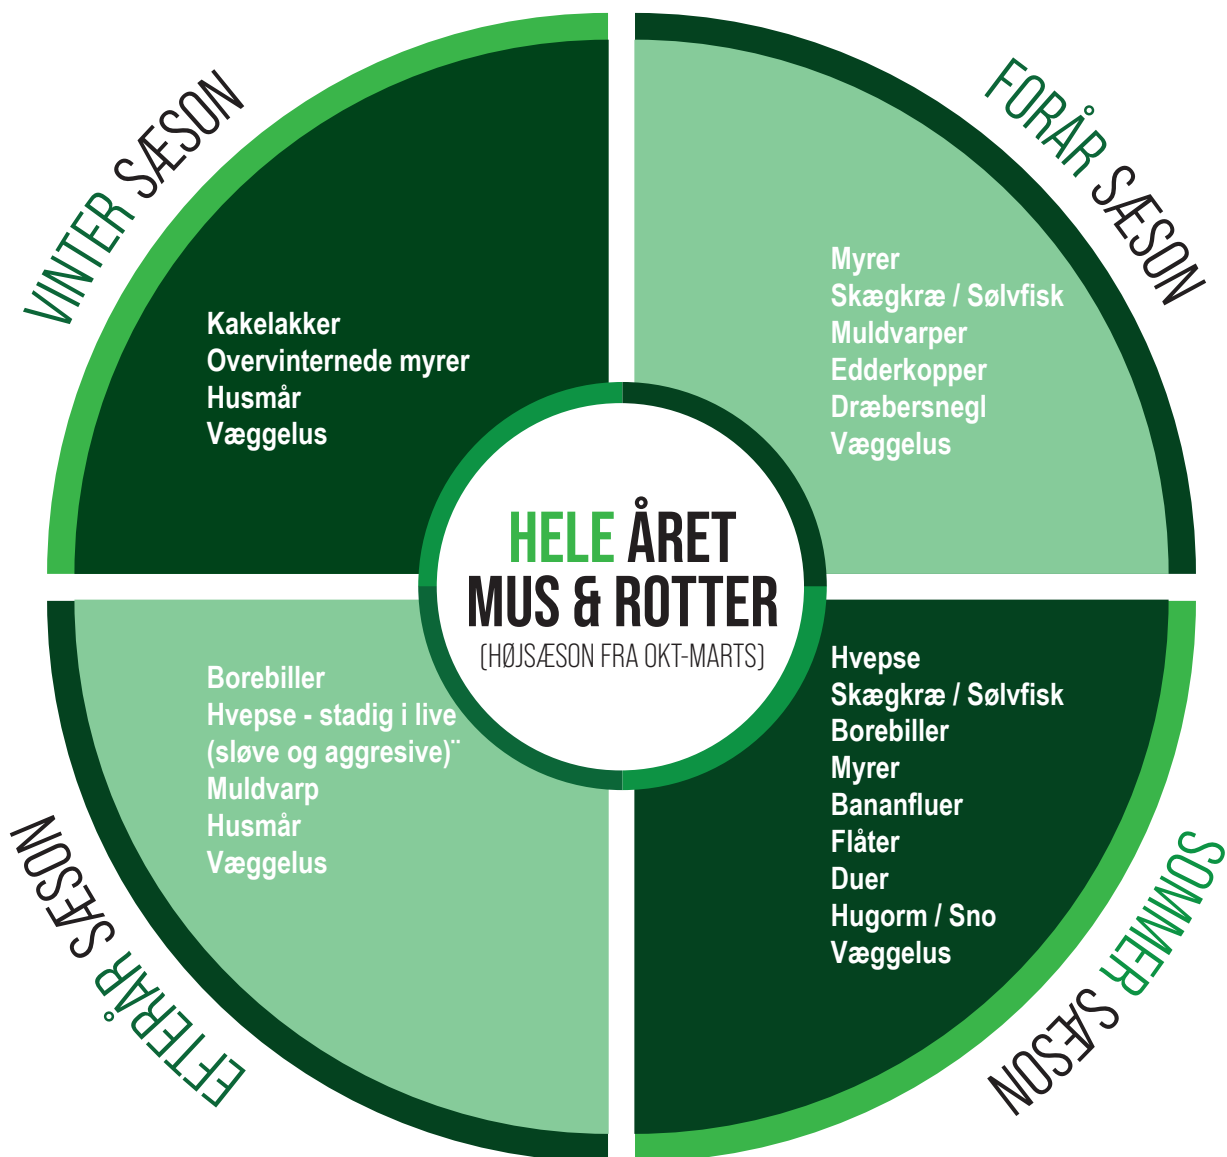 VINTER SÆSON
Kakelakker
Overvinternede myrer
Husmår
Væggelus
FORÅR SÆSON
Myrer
Skægkræ / Sølvfisk
Muldvarper
Edderkopper
Dræbersnegl
Væggelus
HELE ÅRET
MUS & ROTTER
(HØJSÆSON FRA OKT-MARTS)
Borebiller
Hvepse - stadig i live
(sløve og aggresive)¨
Muldvarp
Husmår
Væggelus
EFTERÅR SÆSON
Hvepse
Skægkræ / Sølvfisk
Borebiller
Myrer
Bananfluer
Flåter
Duer
Hugorm / Sno
Væggelus
SOMMER SÆSON